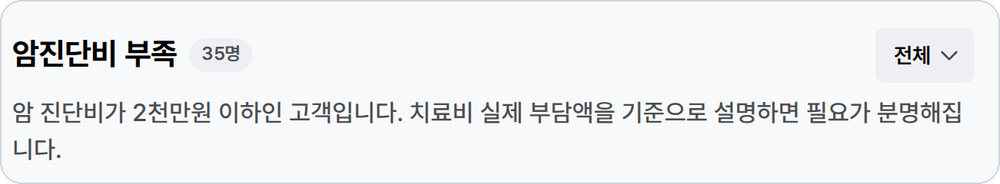 암진단비 부족 35명 전체
암 진단비가 2천만원 이하인 고객입니다. 치료비 실제 부담액을 기준으로 설명하면 필요가 분명해집
니다.